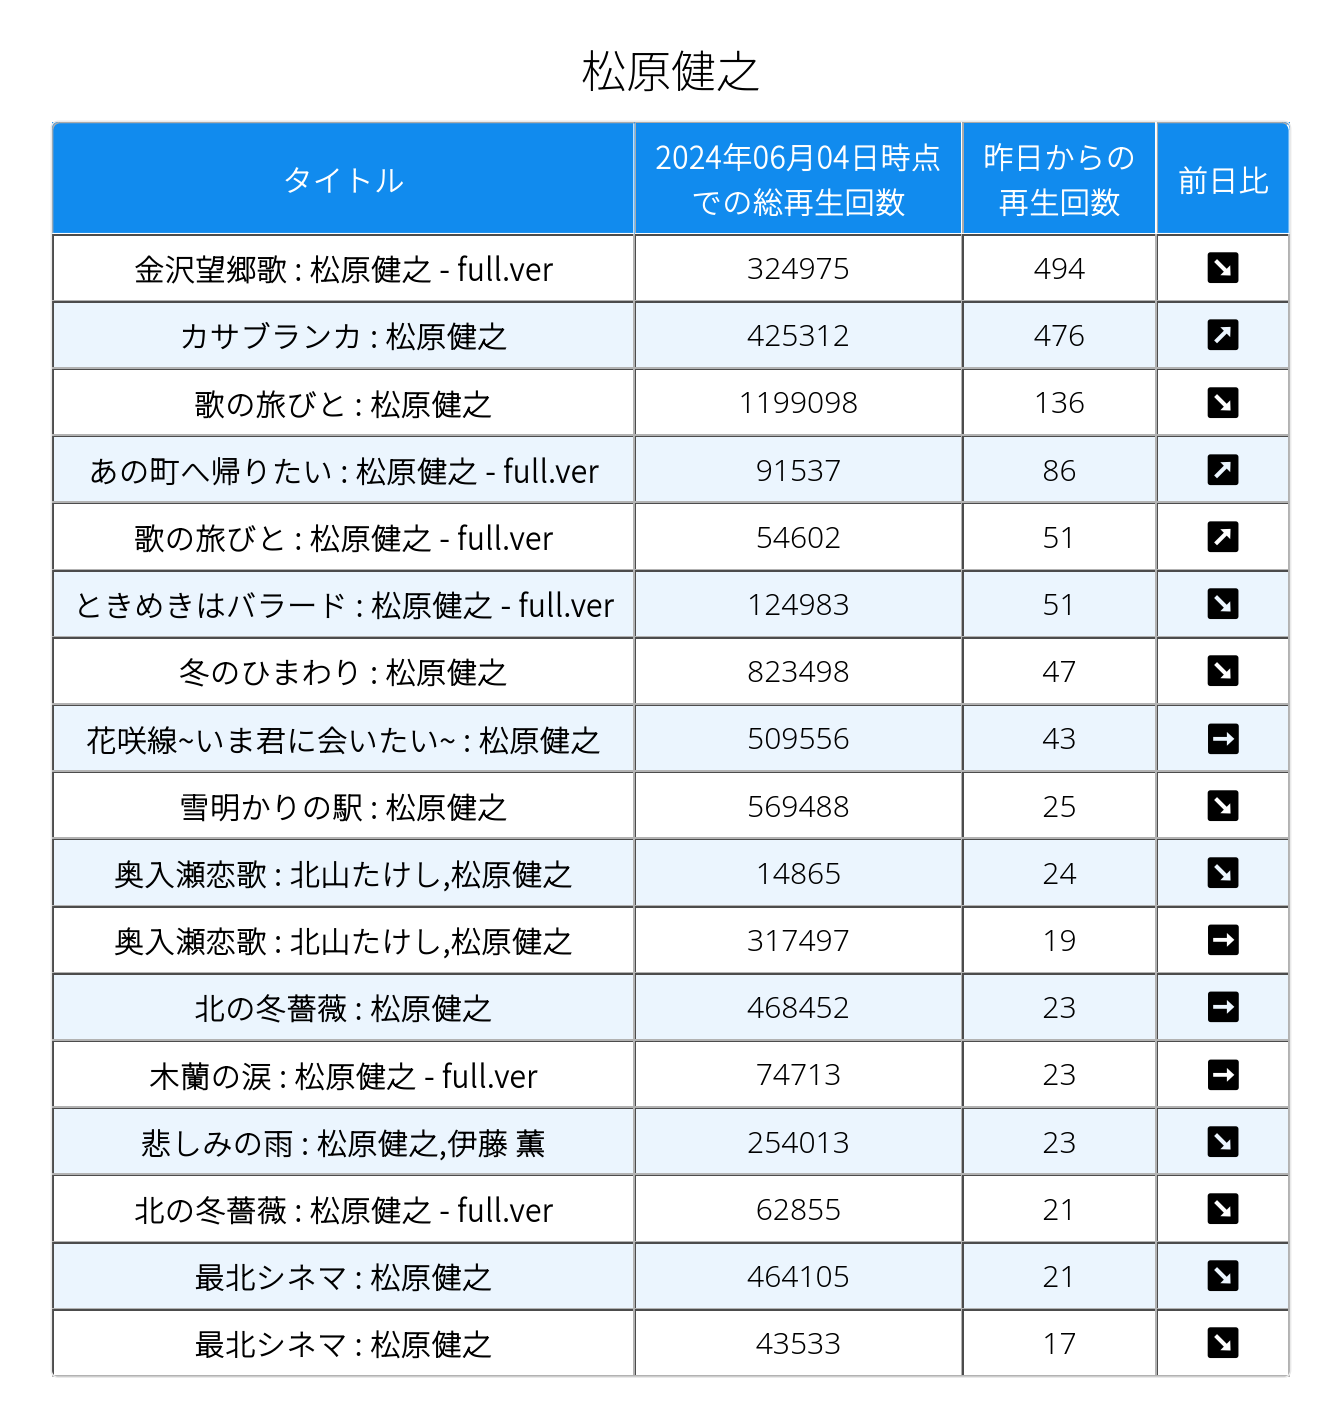 松原健之
タイトル
2024年06月04日時点
での総再生回数
昨日からの
再生回数
前日比
金沢望郷歌 : 松原健之 - full.ver 324975 494 ↘
カサブランカ : 松原健之 425312 476 ↗
歌の旅びと : 松原健之 1199098 136 ↘
あの町へ帰りたい : 松原健之 - full.ver 91537 86 ↗
歌の旅びと : 松原健之 - full.ver 54602 51 ↗
ときめきはバラード : 松原健之 - full.ver 124983 51 ↘
冬のひまわり : 松原健之 823498 47 ↘
花咲線~いま君に会いたい~ : 松原健之 509556 43 →
雪明かりの駅 : 松原健之 569488 25 ↘
奥入瀬恋歌 : 北山たけし,松原健之 14865 24 ↘
奥入瀬恋歌 : 北山たけし,松原健之 317497 19 →
北の冬薔薇 : 松原健之 468452 23 →
木蘭の涙 : 松原健之 - full.ver 74713 23 →
悲しみの雨 : 松原健之,伊藤 薫 254013 23 ↘
北の冬薔薇 : 松原健之 - full.ver 62855 21 ↘
最北シネマ : 松原健之 464105 21 ↘
最北シネマ : 松原健之 43533 17 ↘